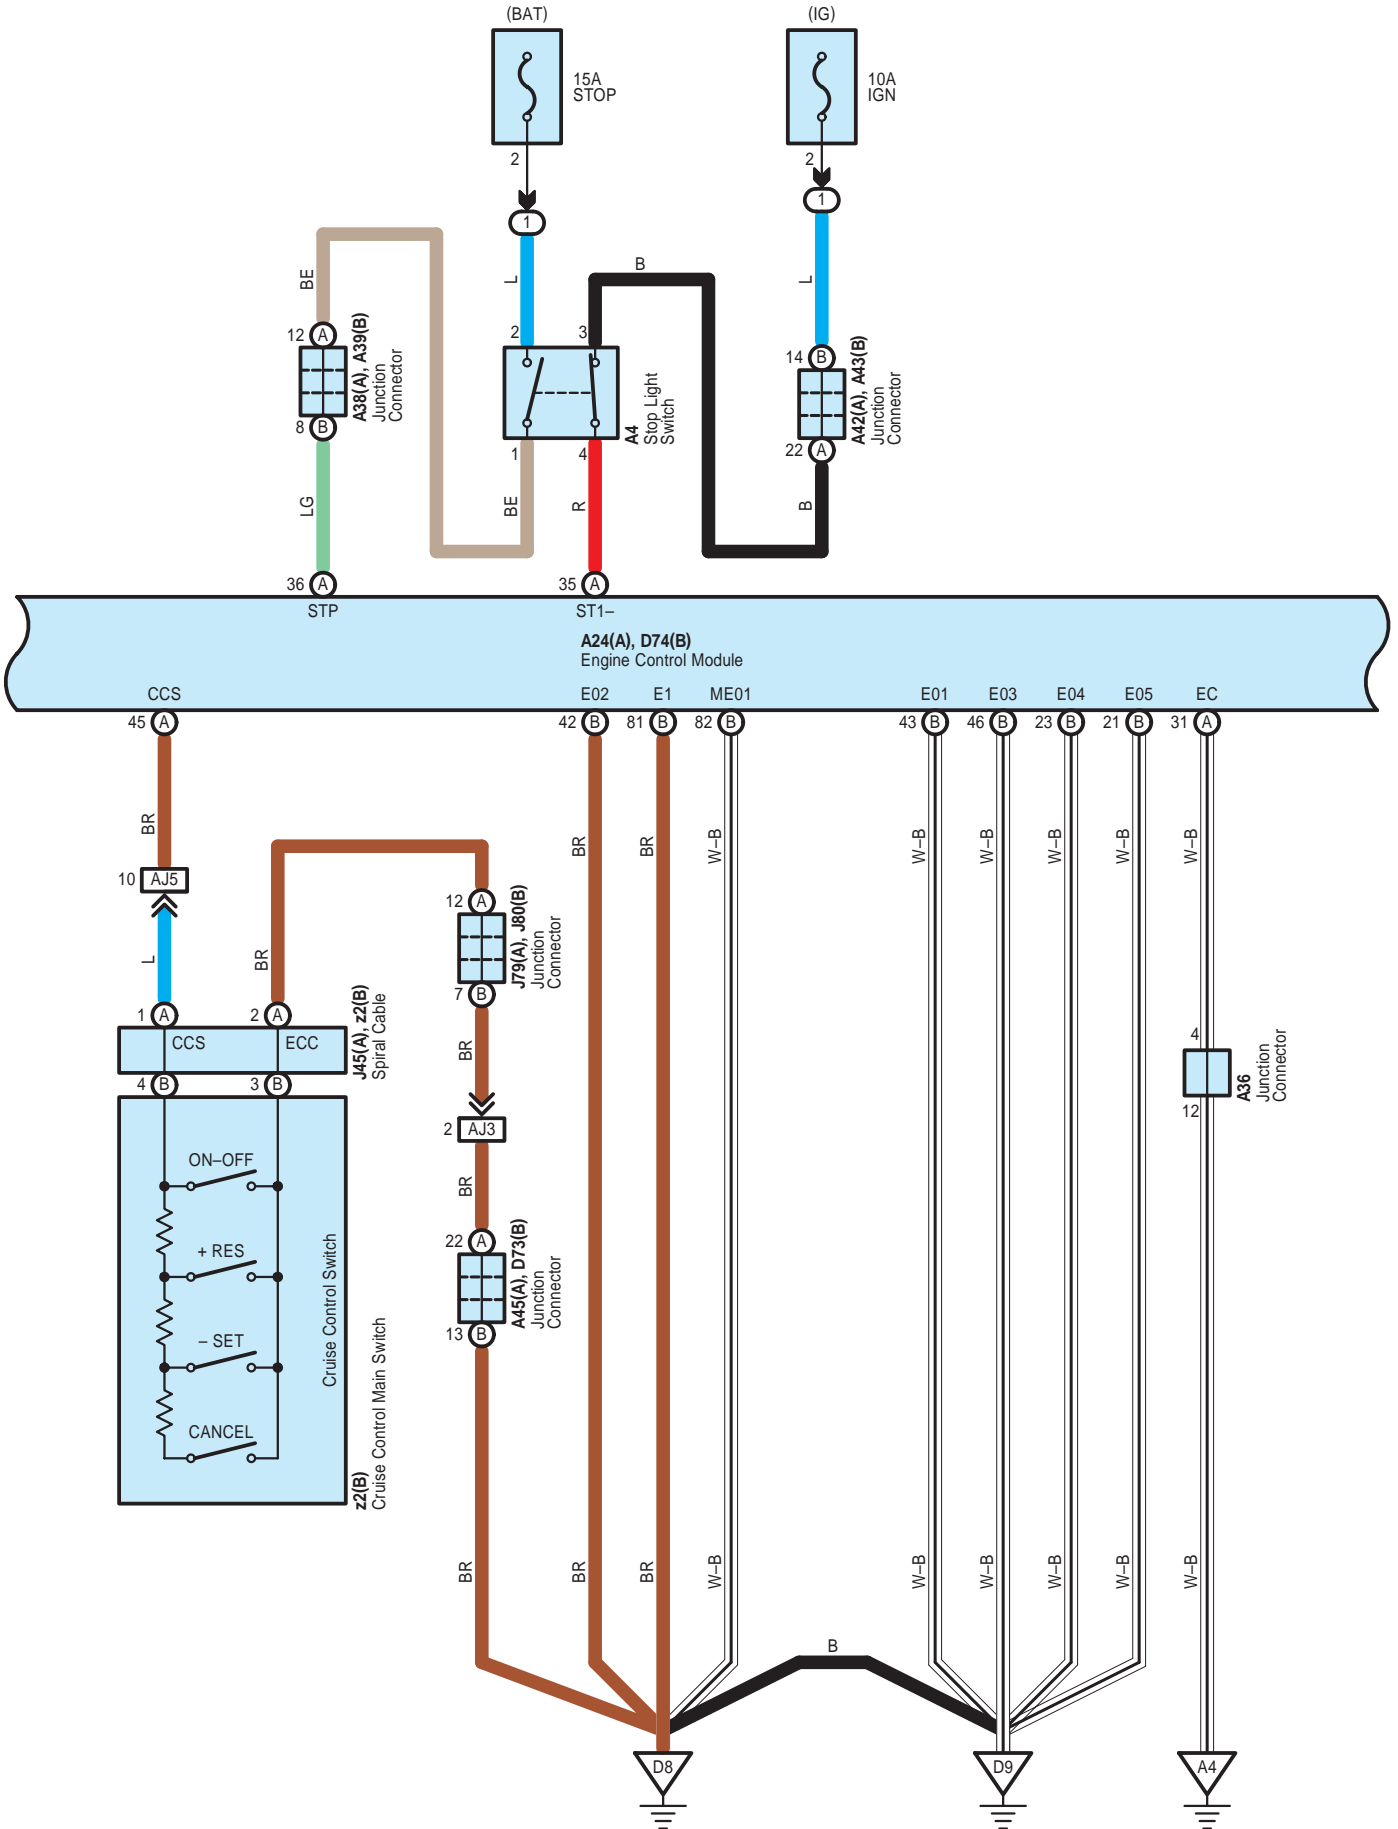 (BAT)
(IG)
15A
STOP
10A
IGN
2
2
1
1
BE
L
B
L
12 A
2
3
14 B
A38(A), A39(B)
Junction
Connector
A4
Stop Light
Switch
A42(A), A43(B)
Junction
Connector
8 B
1
4
22 A
LG
BE
R
B
36 A
35 A
STP
ST1–
A24(A), D74(B)
Engine Control Module
CCS
E02
E1
ME01
E01
E03
E04
E05
EC
45 A
42 B
81 B
82 B
43 B
46 B
23 B
21 B
31 A
BR
BR
BR
W–B
W–B
W–B
W–B
W–B
W–B
10 AJ5
12 A
J79(A), J80(B)
Junction
Connector
L
BR
7 B
1 A
2 A
CCS
ECC
J45(A), z2(B)
Spiral Cable
BR
4
A36
Junction
Connector
12
4 B
3 B
2 AJ3
ON–OFF
BR
22 A
+ RES
A45(A), D73(B)
Junction
Connector
– SET
13 B
CANCEL
Cruise Control Switch
z2(B)
Cruise Control Main Switch
BR
BR
BR
W–B
W–B
W–B
W–B
W–B
W–B
B
D8
D9
A4